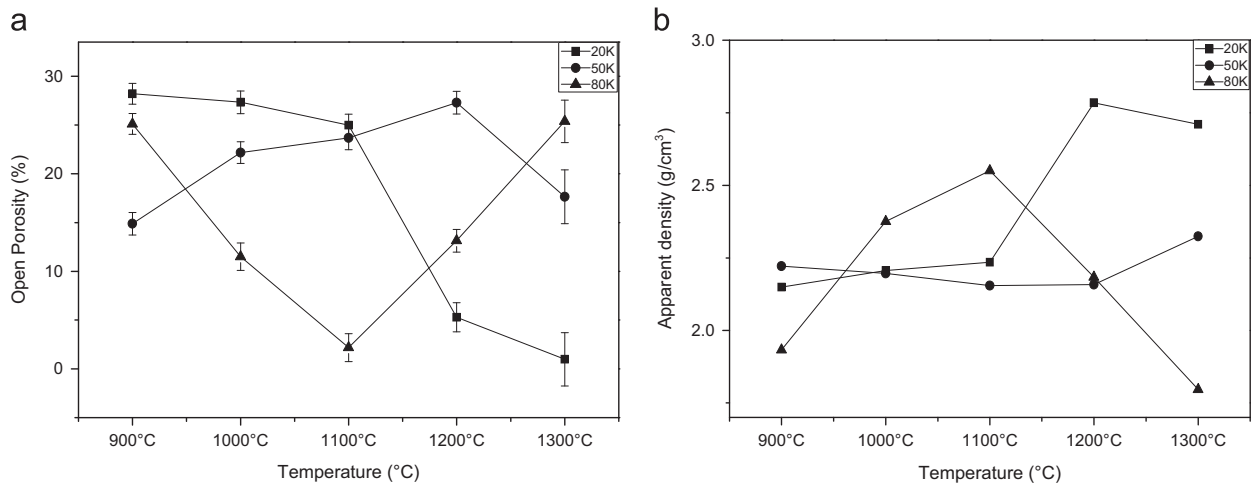 a
20K
50K
80K
30
20
10
0
Open Porosity (%)
900°C 1000°C 1100°C 1200°C 1300°C
Temperature (°C)
b
20K
50K
80K
3.0
2.5
2.0
Apparent density (g/cm³)
900°C 1000°C 1100°C 1200°C 1300°C
Temperature (°C)